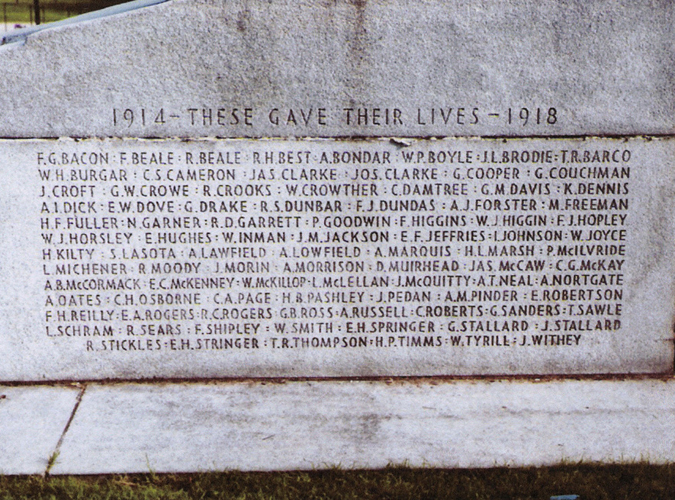 1914 - THESE GAVE THEIR LIVES - 1918
F.G.BACON : F.BEALE : R.BEALE : R.H.BEST : A.BONDAR : W.P.BOYLE : J.L.BRODIE : T.R.BARCO
W.H.BURGAR : C.S.CAMERON : JAS.CLARKE : JOS.CLARKE : G.COOPER : G.COUCHMAN
J.CROFT : G.W.CROWE : R.CROOKS : W.CROWTHER : C.DAMTREE : G.M.DAVIS : K.DENNIS
A.I.DICK : E.W.DOVE : G.DRAKE : R.S.DUNBAR : F.J.DUNDAS : A.J.FORSTER : M.FREEMAN
H.F.FULLER : N.GARNER : R.D.GARRETT : P.GOODWIN : F.HIGGINS : W.J.HIGGIN : F.J.HOPLEY
W.J.HORSLEY : E.HUGHES : W.INMAN : J.M.JACKSON : E.F.JEFFRIES : I.JOHNSON : W.JOYCE
H.KILTY : S.LASOTA : A.LAWFIELD : A.LOWFIELD : A.MARQUIS : H.L.MARSH : P.McILVRIDE
L.MICHENER : R.MOODY : J.MORIN : A.MORRISON : D.MUIRHEAD : JAS.McCAW : C.G.McKAY
A.B.McCORMACK : E.C.McKENNEY : W.McKILLOP : L.McLELLAN : J.McQUITTY : A.T.NEAL : A.NORTGATE
A.OATES : C.H.OSBORNE : C.A.PAGE : H.B.PASHLEY : J.PEDAN : A.M.PINDER : E.ROBERTSON
F.H.REILLY : E.A.ROGERS : R.C.ROGERS : G.B.ROSS : A.RUSSELL : C.ROBERTS : G.SANDERS : T.SAWLE
L.SCHRAM : R.SEARS : F.SHIPLEY : W.SMITH : E.H.SPRINGER : G.STALLARD : J.STALLARD
R.STICKLES : E.H.STRINGER : T.R.THOMPSON : H.P.TIMMS : W.TYRILL : J.WITHEY